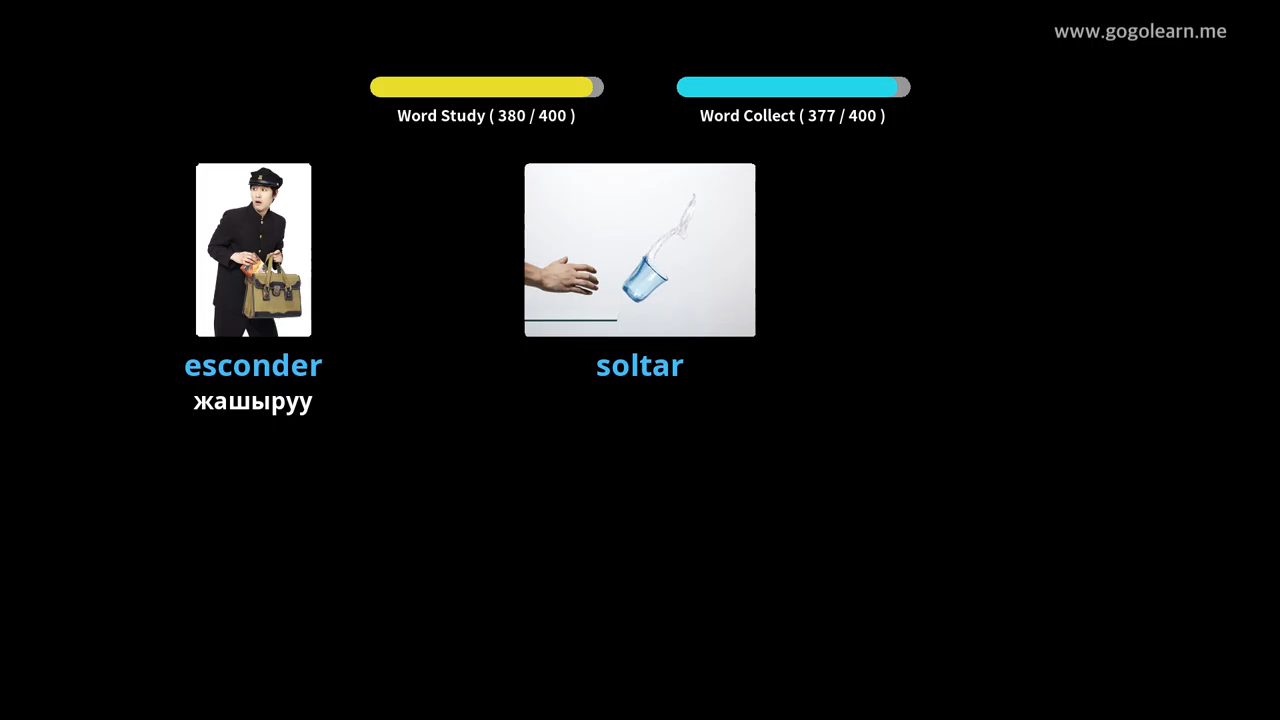 www.gogolearn.me
Word Study ( 380 / 400 )
Word Collect ( 377 / 400 )
esconder
жашыруу
soltar